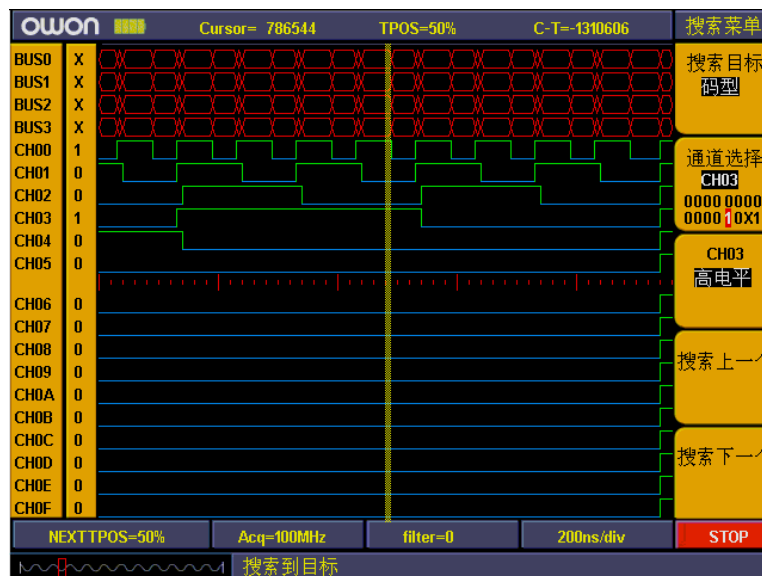 owon Cursor= 786544 TPOS=50% C-T=-1310606 搜索菜单
BUS0 X
BUS1 X
BUS2 X
BUS3 X
CH00 1
CH01 0
CH02 0
CH03 1
CH04 0
CH05 0
CH06 0
CH07 0
CH08 0
CH09 0
CH0A 0
CH0B 0
CH0C 0
CH0D 0
CH0E 0
CH0F 0
搜索目标
码型
通道选择
CH03
0000 0000
0000 10X1
CH03
高电平
搜索上一个
搜索下一个
NEXTTPOS=50% Acq=100MHz filter=0 200ns/div STOP
搜索到目标